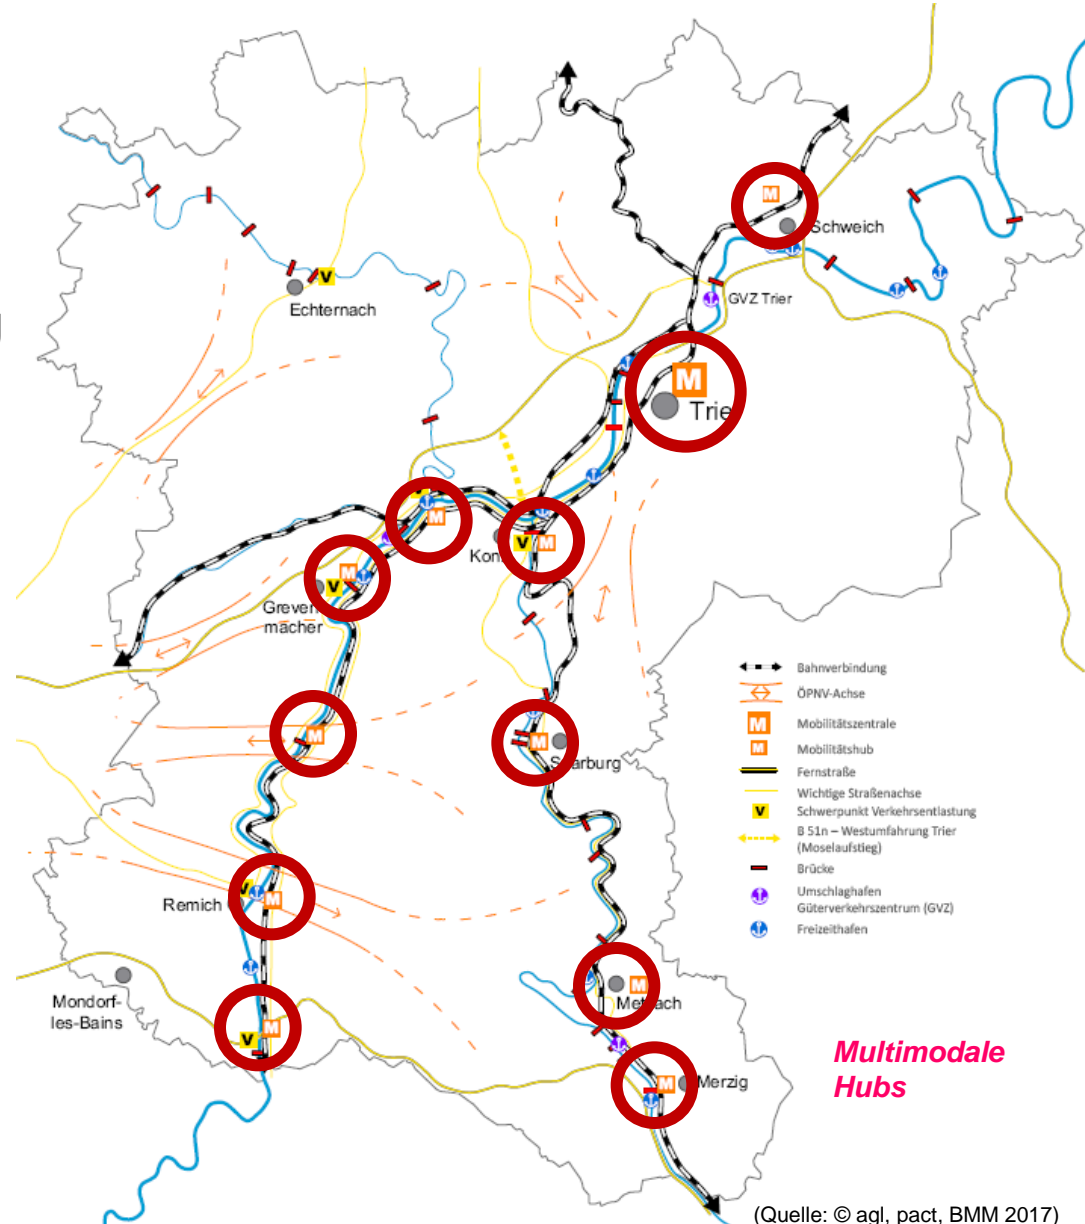 Schweich
Echternach
GVZ Trier
M
Trie
Kon
Greven
macher
Saarburg
Remich
Mondorf-
les-Bains
Mettlach
Merzig
Bahnverbindung
ÖPNV-Achse
M Mobilitätszentrale
M Mobilitätshub
Fernstraße
Wichtige Straßenachse
V Schwerpunkt Verkehrsentlastung
B 51n – Westumfahrung Trier
(Moselaufstieg)
Brücke
Umschlaghafen
Güterverkehrszentrum (GVZ)
Freizeithafen
Multimodale
Hubs
(Quelle: © agl, pact, BMM 2017)